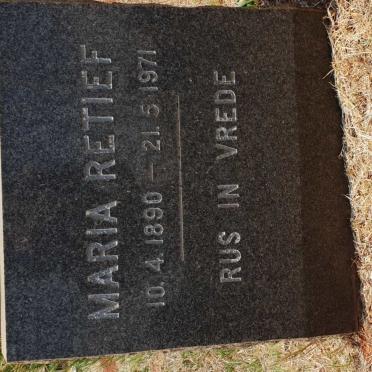 MARIA RETIEF
10. 4. 1890 — 21. 5. 1971
RUS IN VREDE